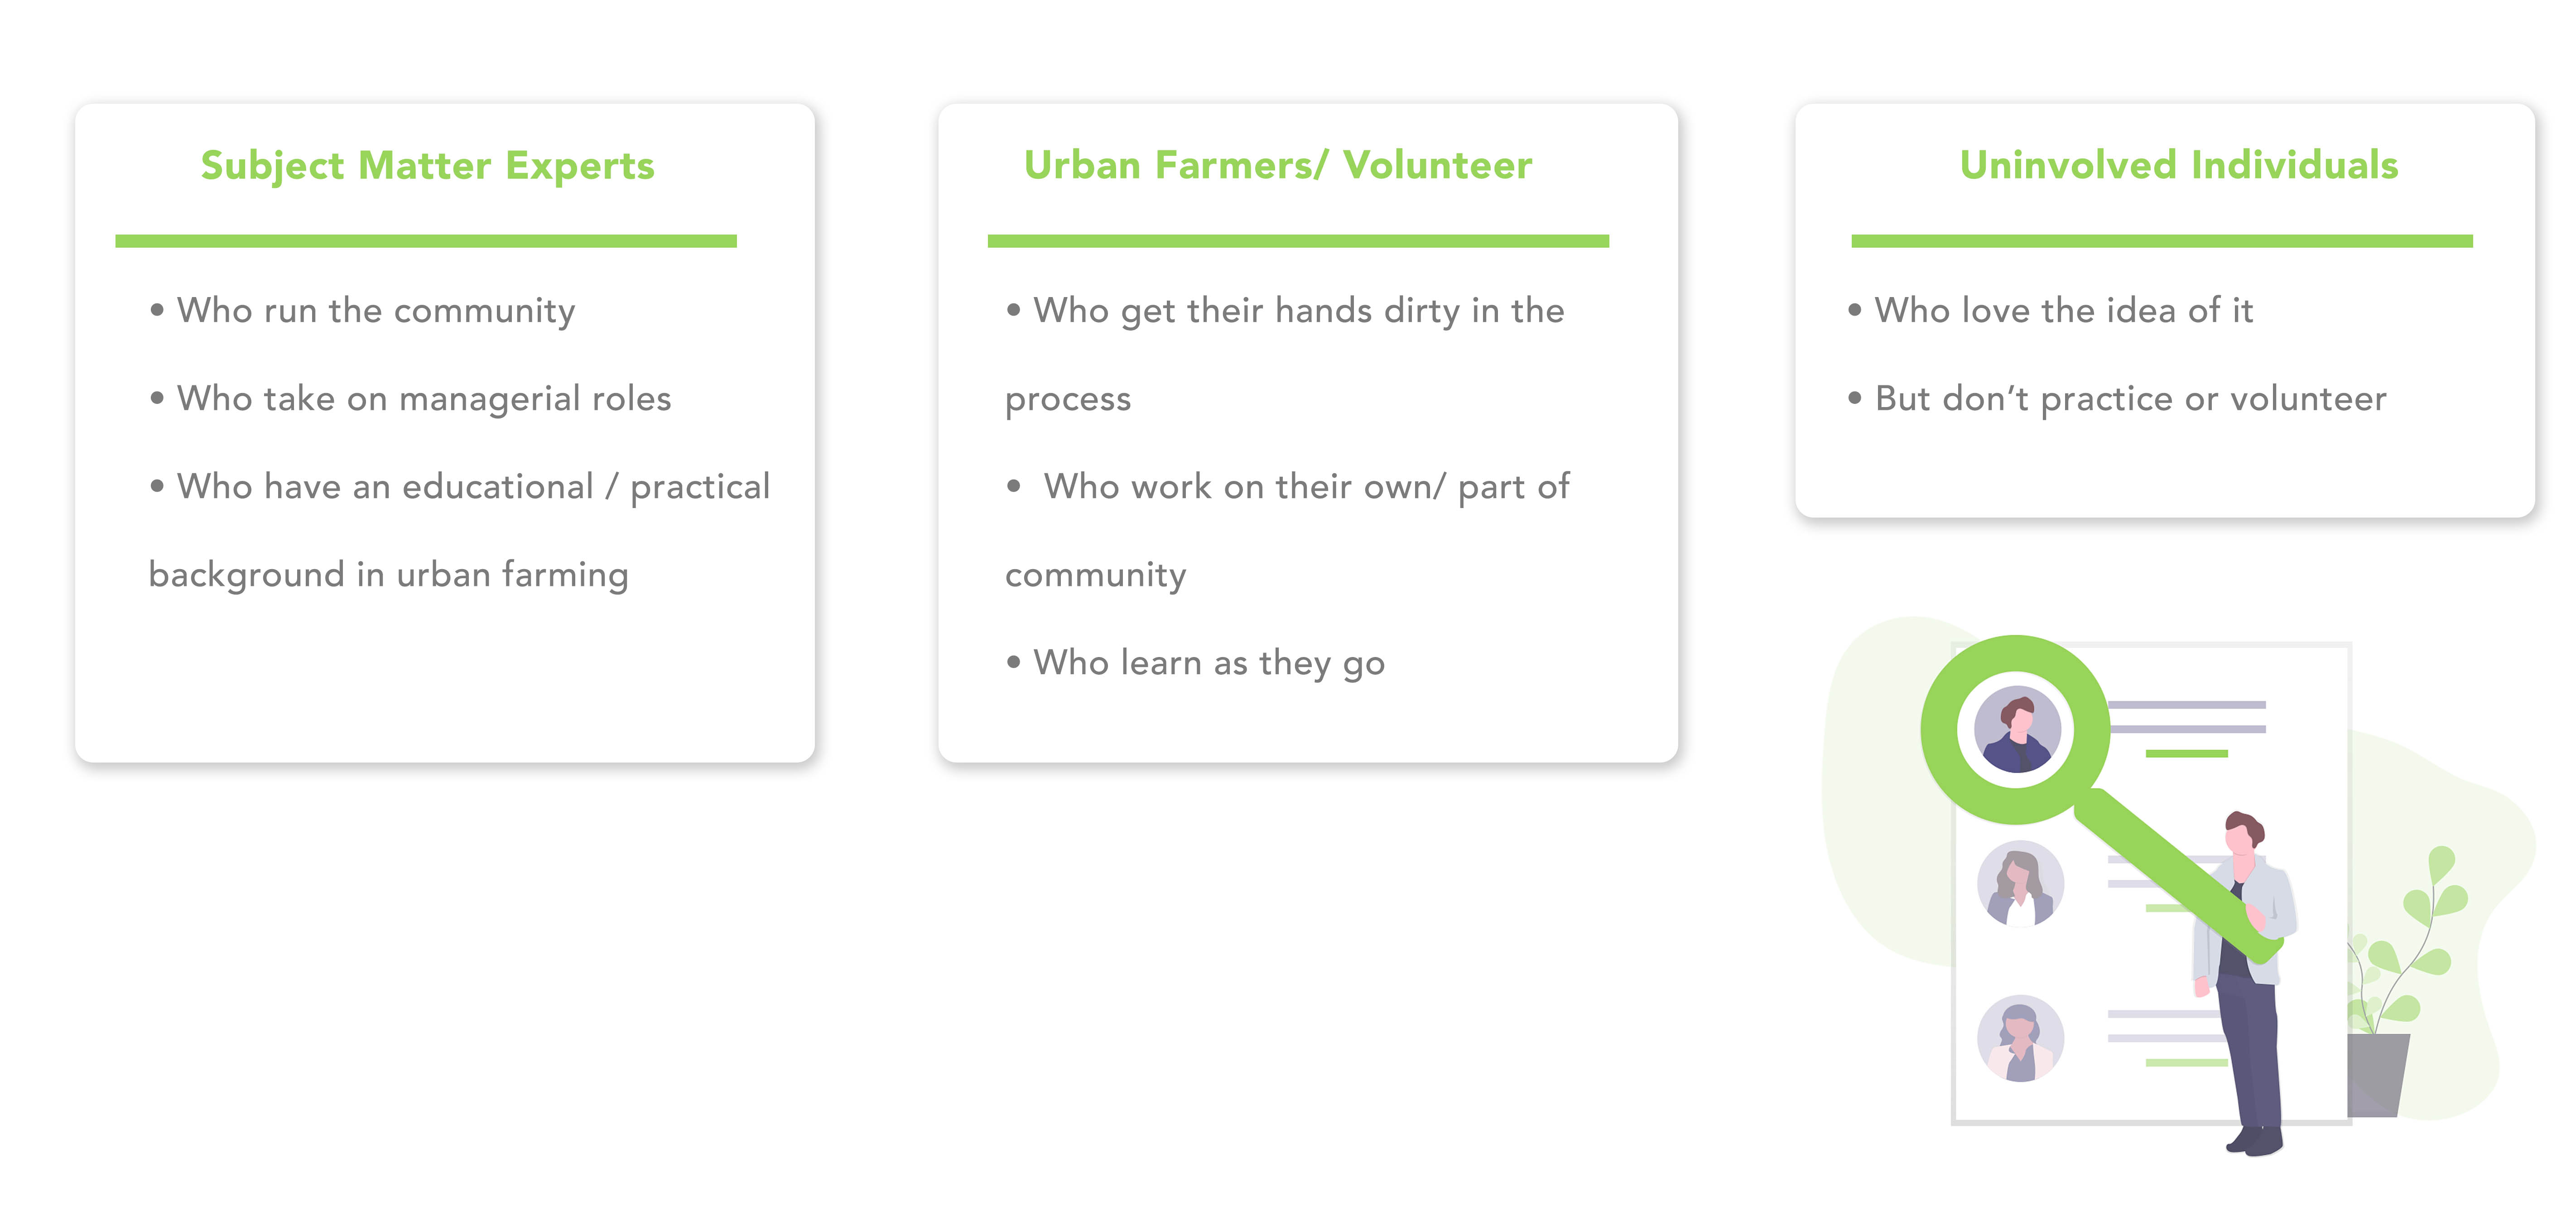 Subject Matter Experts
• Who run the community
• Who take on managerial roles
• Who have an educational / practical
background in urban farming
Urban Farmers/ Volunteer
• Who get their hands dirty in the
process
•  Who work on their own/ part of
community
• Who learn as they go
Uninvolved Individuals
• Who love the idea of it
• But don’t practice or volunteer